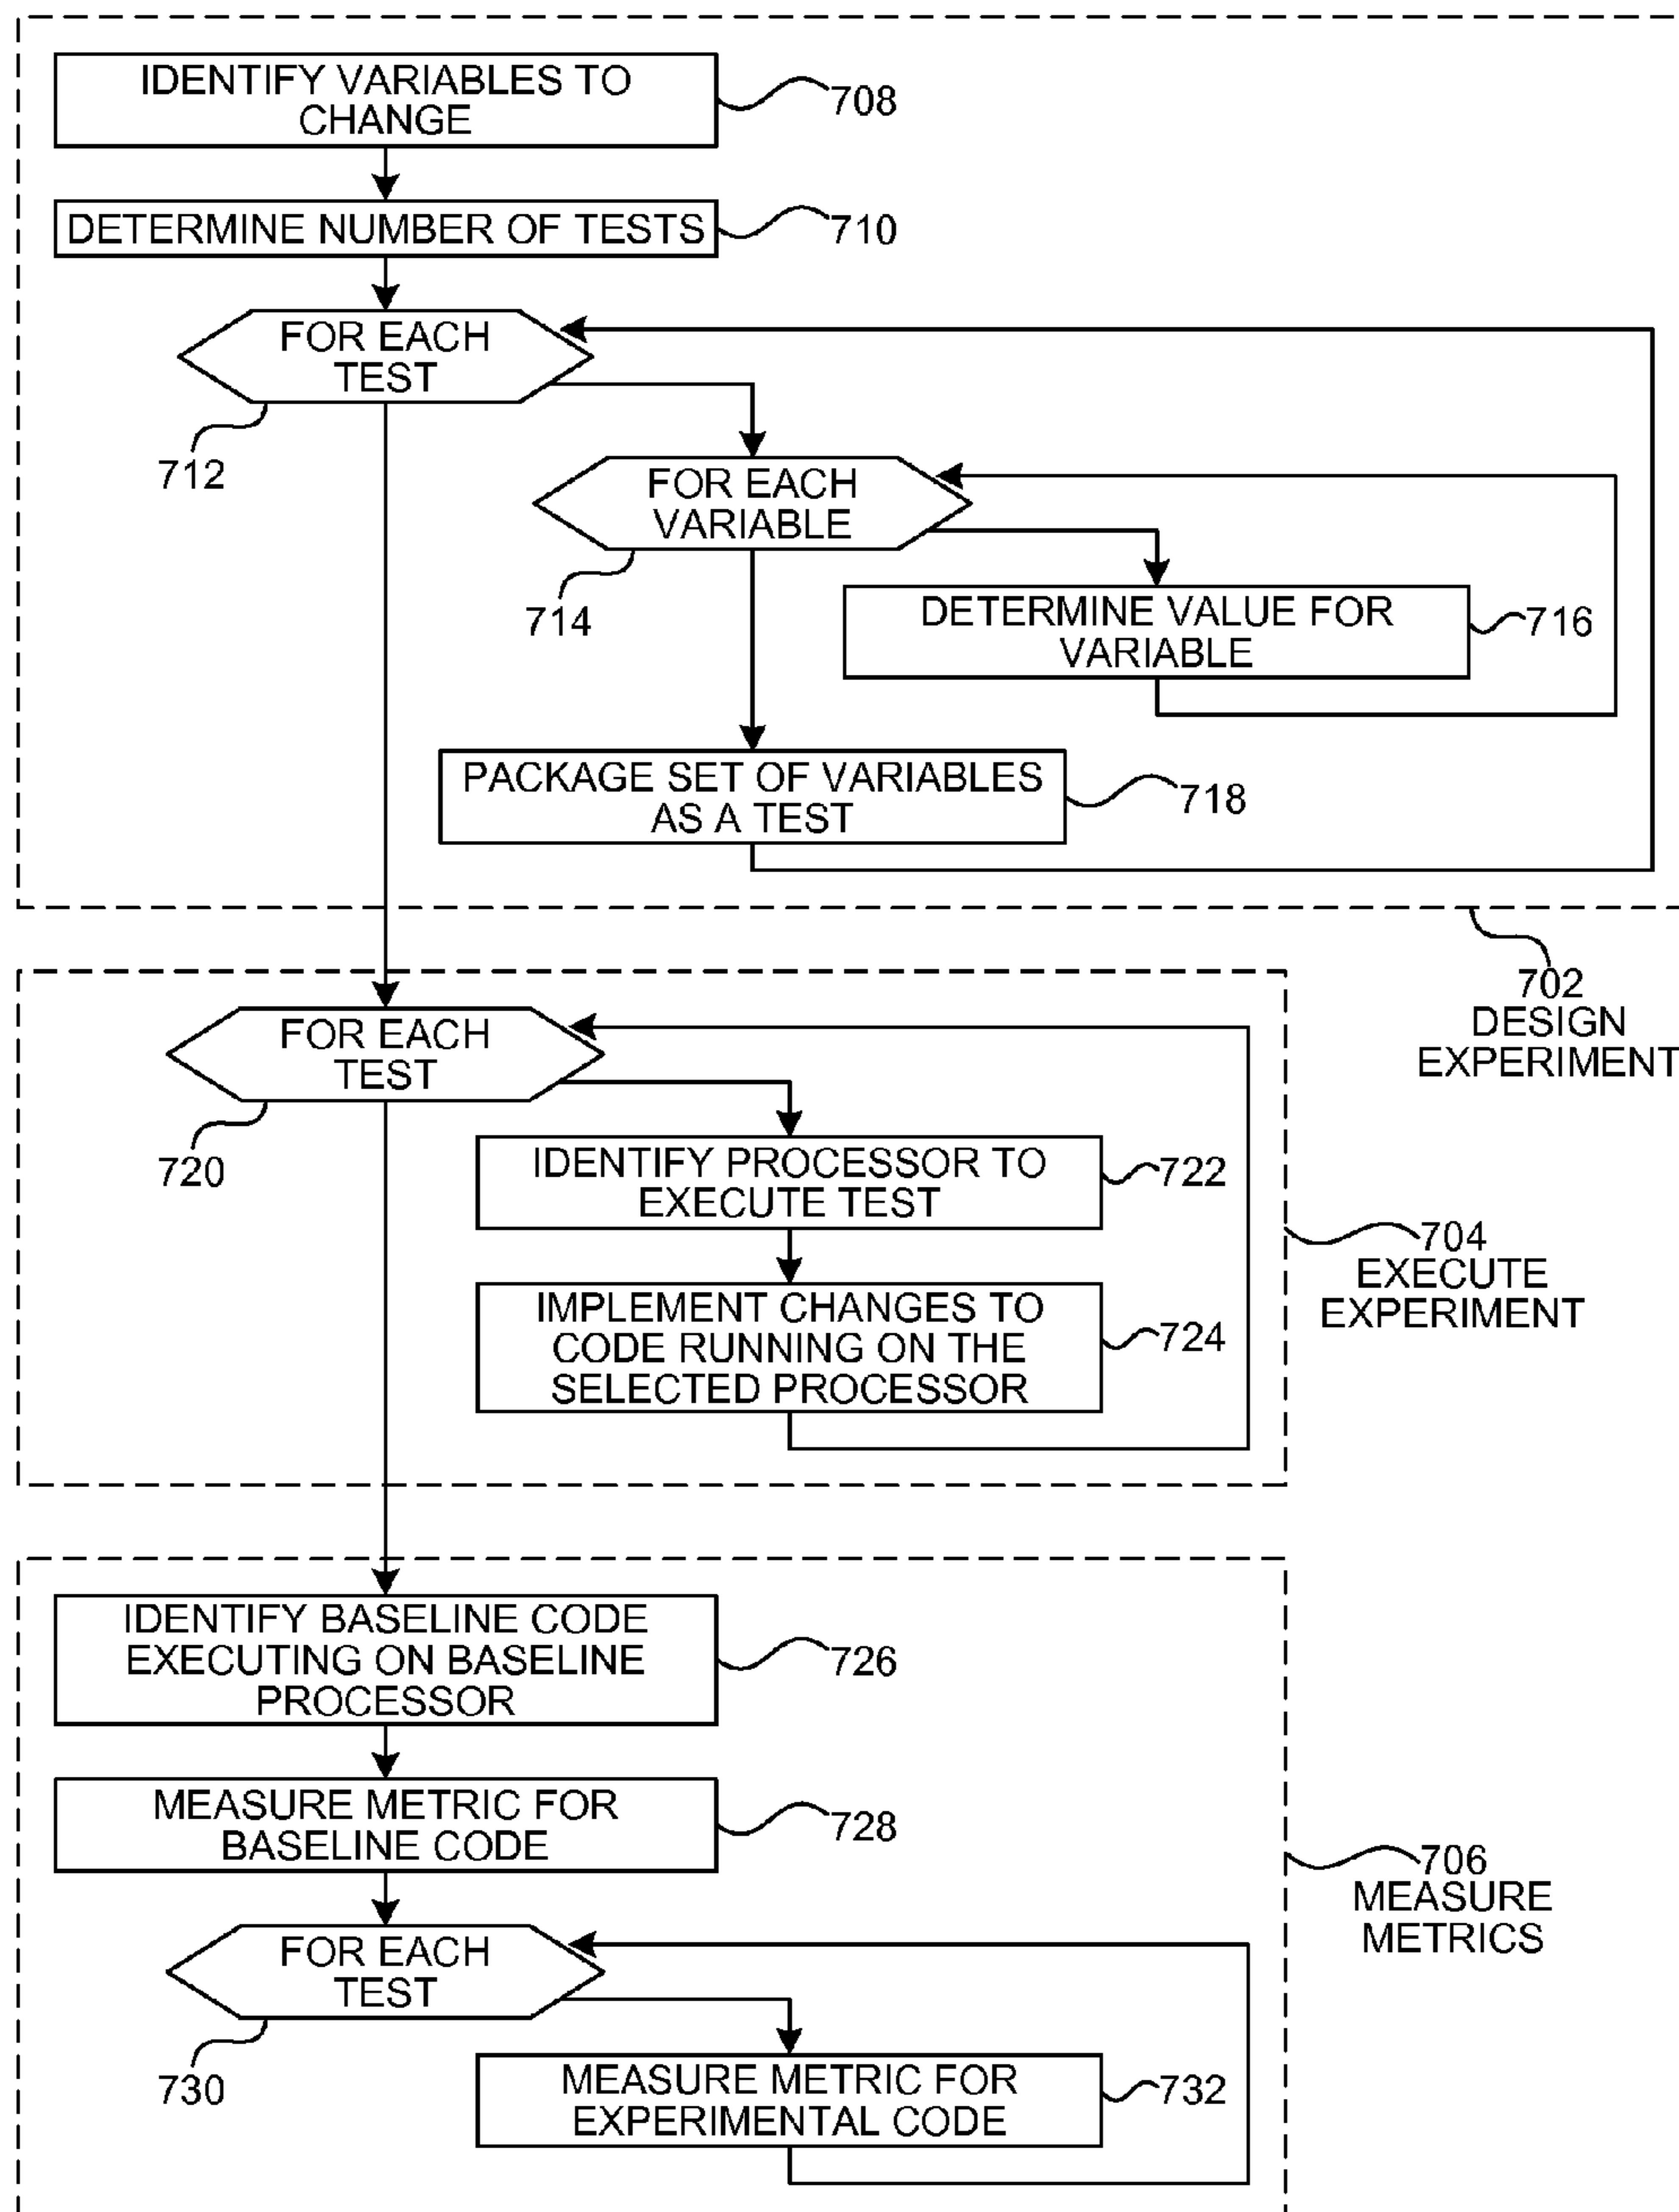 IDENTIFY VARIABLES TO
CHANGE
708
DETERMINE NUMBER OF TESTS
710
FOR EACH
TEST
712
FOR EACH
VARIABLE
714
DETERMINE VALUE FOR
VARIABLE
716
PACKAGE SET OF VARIABLES
AS A TEST
718
702
DESIGN
EXPERIMENT
FOR EACH
TEST
720
IDENTIFY PROCESSOR TO
EXECUTE TEST
722
IMPLEMENT CHANGES TO
CODE RUNNING ON THE
SELECTED PROCESSOR
724
704
EXECUTE
EXPERIMENT
IDENTIFY BASELINE CODE
EXECUTING ON BASELINE
PROCESSOR
726
MEASURE METRIC FOR
BASELINE CODE
728
706
MEASURE
METRICS
FOR EACH
TEST
730
MEASURE METRIC FOR
EXPERIMENTAL CODE
732